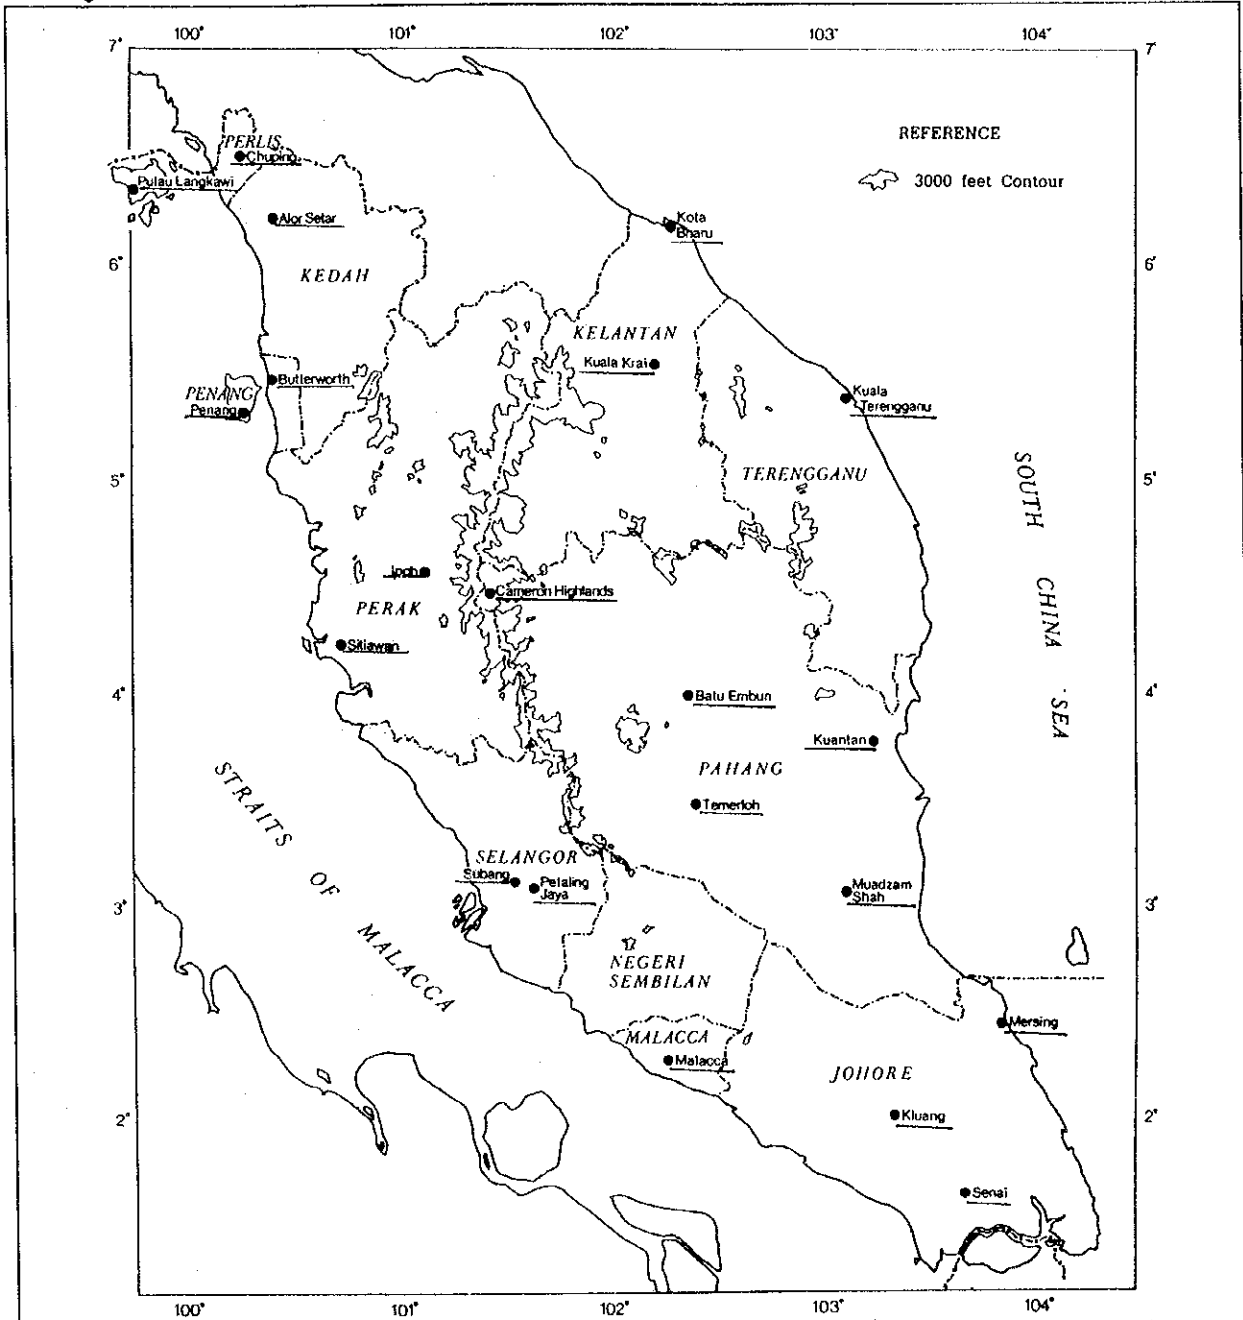 100° 101° 102° 103° 104°
7° 7°
REFERENCE
3000 feet Contour
PERLIS
Chuping
Pulau Langkawi
Alor Setar
Kota
Bharu
6° 6°
KEDAH
KELANTAN
Kuala Krai
Butterworth
PENANG
Penang
Kuala
Terengganu
TERENGGANU
5° 5°
SOUTH CHINA SEA
Ipoh
Cameron Highlands
PERAK
Sitiawan
4° 4°
Batu Embun
Kuantan
PAHANG
Temerloh
STRAITS OF MALACCA
SELANGOR
Subang
Petaling
Jaya
Muadzam
Shah
3° 3°
NEGERI
SEMBILAN
Mersing
MALACCA
Malacca
JOHORE
Kluang
2° 2°
Senai
100° 101° 102° 103° 104°